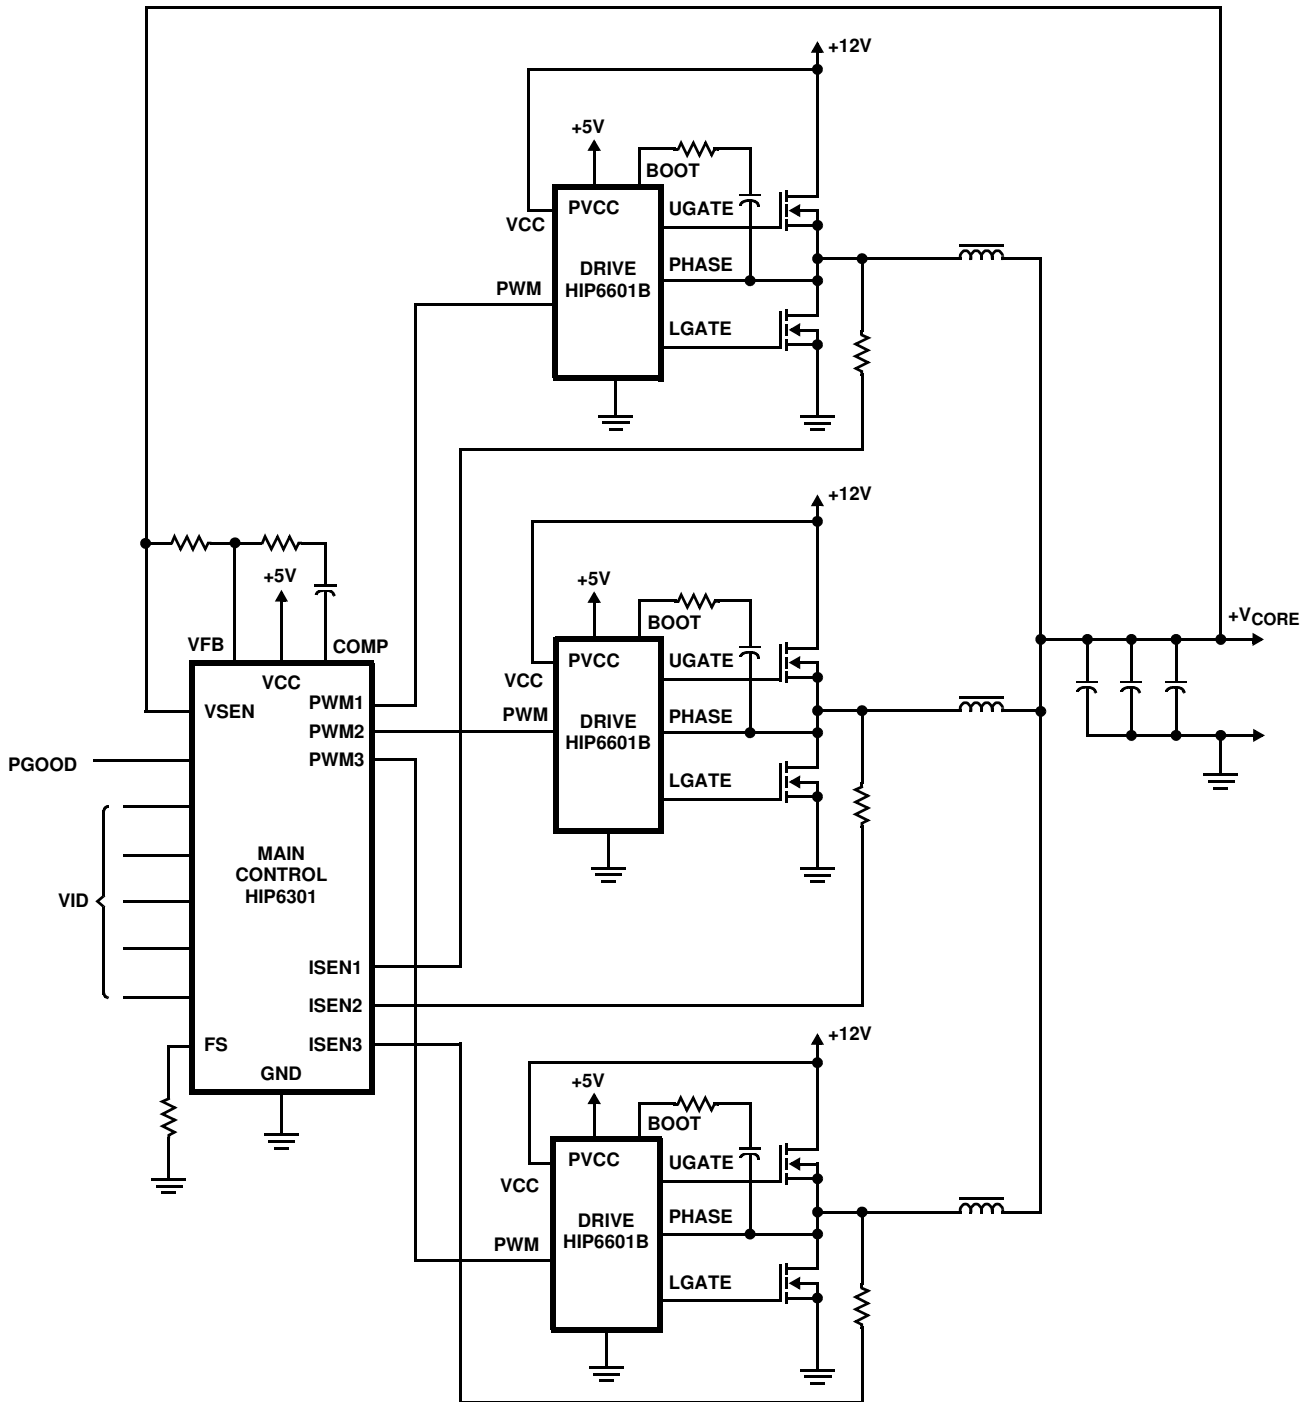 +12V
+5V
BOOT
PVCC
UGATE
VCC
DRIVE
HIP6601B
PHASE
PWM
LGATE
+12V
+5V
BOOT
PVCC
UGATE
VCC
DRIVE
HIP6601B
PHASE
PWM
LGATE
+VCORE
+5V
VFB
COMP
VCC
VSEN
PWM1
PWM2
PWM3
PGOOD
MAIN
CONTROL
HIP6301
VID
ISEN1
ISEN2
FS
ISEN3
GND
+12V
+5V
BOOT
PVCC
UGATE
VCC
DRIVE
HIP6601B
PHASE
PWM
LGATE